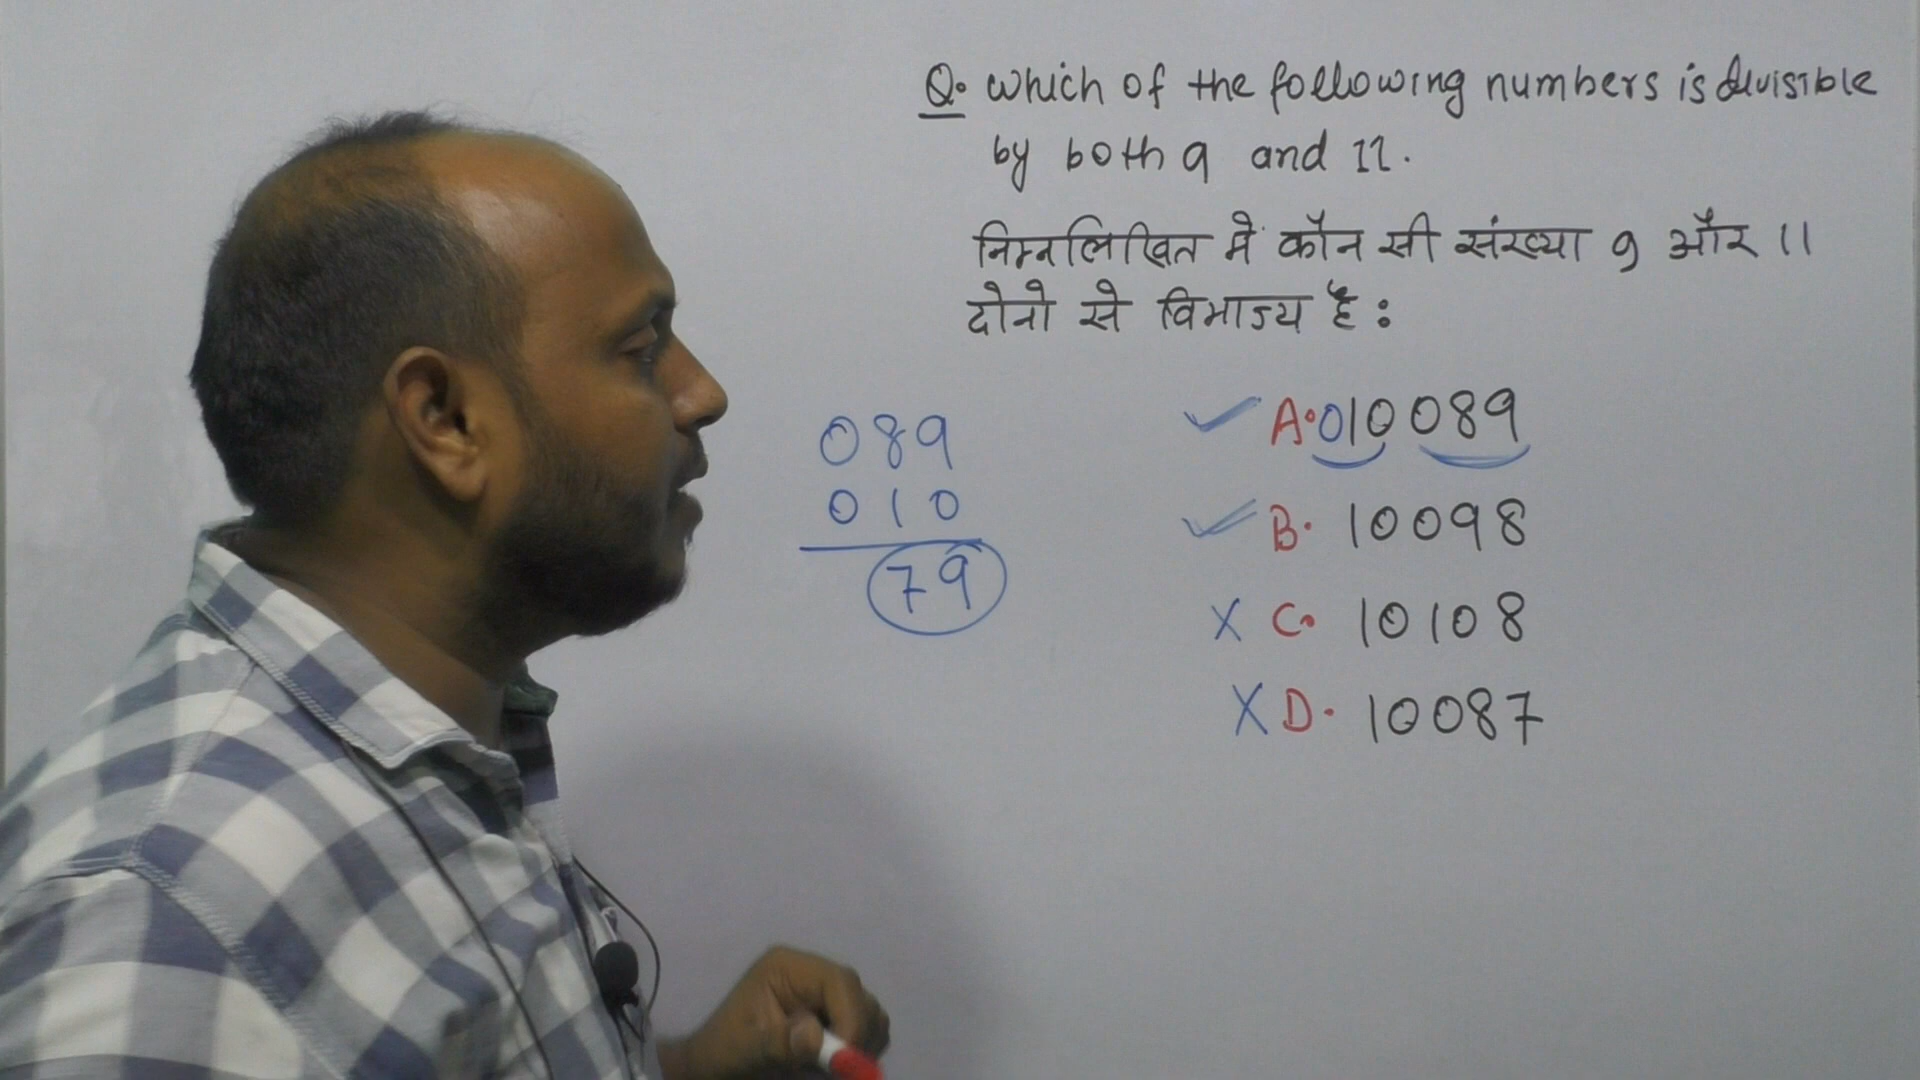 Q. Which of the following numbers is divisible
by both 9 and 11.
निम्नलिखित में कौन सी संख्या 9 और 11
दोनो से विभाज्य है :
A. 010089
B. 10098
X C. 10108
X D. 10087
089
010
79